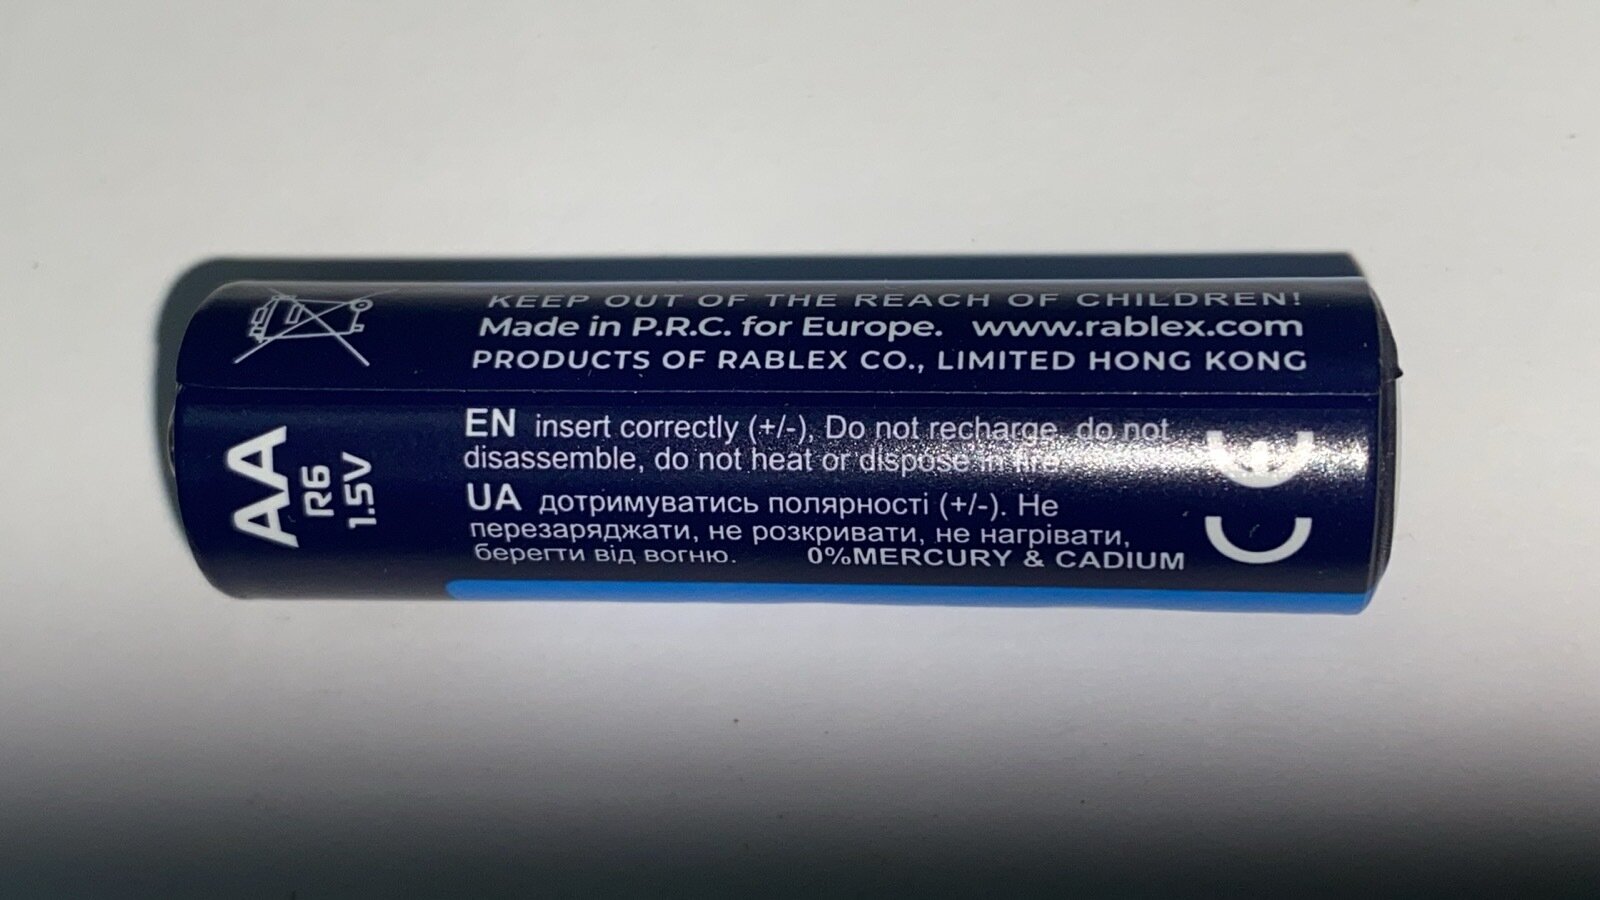 KEEP OUT OF THE REACH OF CHILDREN!
Made in P.R.C. for Europe. www.rablex.com
PRODUCTS OF RABLEX CO., LIMITED HONG KONG
EN insert correctly (+/-), Do not recharge, do not
disassemble, do not heat or dispose in fire.
UA дотримуватись полярності (+/-). Не
перезаряджати, не розкривати, не нагрівати,
берегти від вогню. 0%MERCURY & CADIUM
AA
R6
1.5V
CE